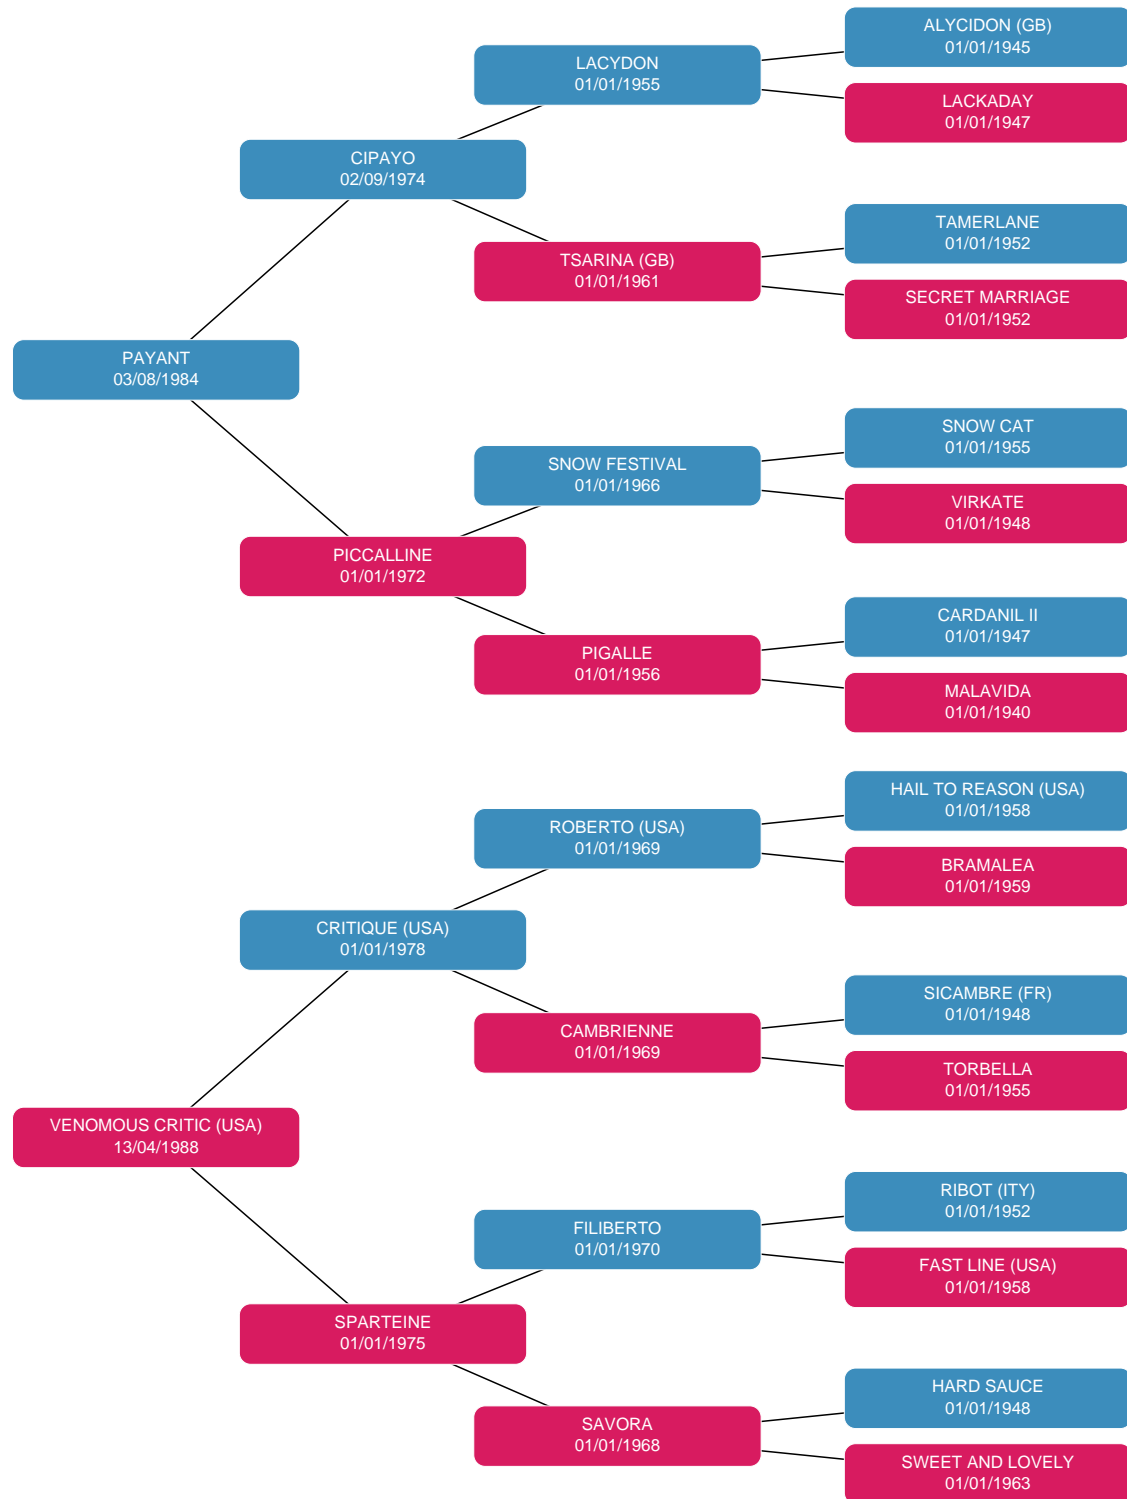 ALYCIDON (GB)
01/01/1945
LACYDON
01/01/1955
LACKADAY
01/01/1947
CIPAYO
02/09/1974
TAMERLANE
01/01/1952
TSARINA (GB)
01/01/1961
SECRET MARRIAGE
01/01/1952
PAYANT
03/08/1984
SNOW CAT
01/01/1955
SNOW FESTIVAL
01/01/1966
VIRKATE
01/01/1948
PICCALLINE
01/01/1972
CARDANIL II
01/01/1947
PIGALLE
01/01/1956
MALAVIDA
01/01/1940
HAIL TO REASON (USA)
01/01/1958
ROBERTO (USA)
01/01/1969
BRAMALEA
01/01/1959
CRITIQUE (USA)
01/01/1978
SICAMBRE (FR)
01/01/1948
CAMBRIENNE
01/01/1969
TORBELLA
01/01/1955
VENOMOUS CRITIC (USA)
13/04/1988
RIBOT (ITY)
01/01/1952
FILIBERTO
01/01/1970
FAST LINE (USA)
01/01/1958
SPARTEINE
01/01/1975
HARD SAUCE
01/01/1948
SAVORA
01/01/1968
SWEET AND LOVELY
01/01/1963